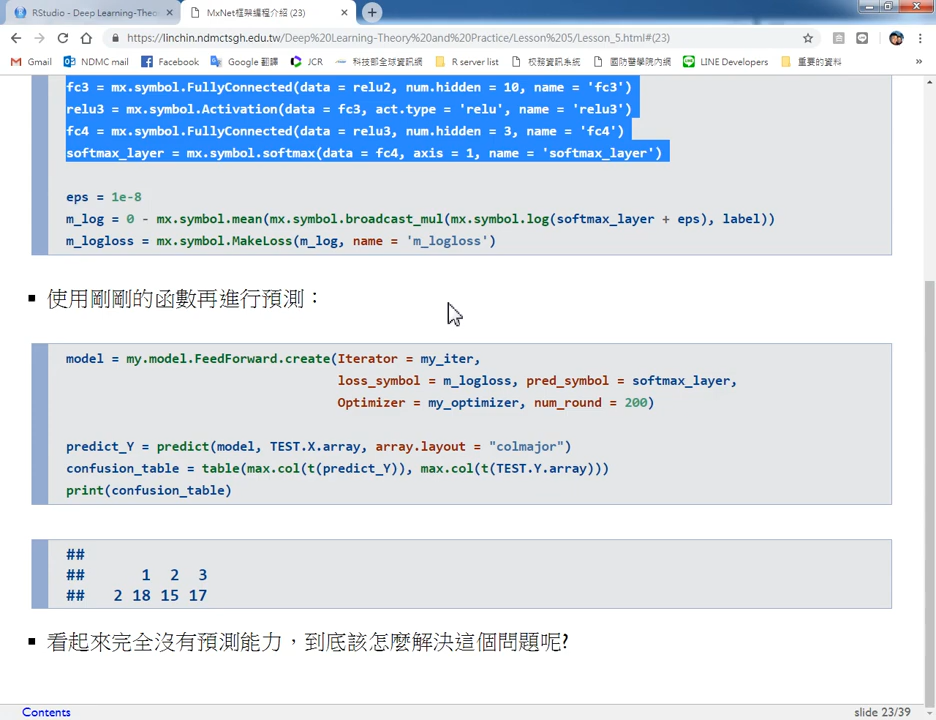 RStudio - Deep Learning-Theo
MxNet框架編程介紹 (23)
https://linchin.ndmctsgh.edu.tw/Deep%20Learning-Theory%20and%20Practice/Lesson%205/Lesson_5.html#(23)
Gmail NDMC mail Facebook Google 翻譯 JCR 科技部全球資訊網 R server list 校務資訊系統 國防醫學院內網 LINE Developers 重要的資料 »
fc3 = mx.symbol.FullyConnected(data = relu2, num.hidden = 10, name = 'fc3')
relu3 = mx.symbol.Activation(data = fc3, act.type = 'relu', name = 'relu3')
fc4 = mx.symbol.FullyConnected(data = relu3, num.hidden = 3, name = 'fc4')
softmax_layer = mx.symbol.softmax(data = fc4, axis = 1, name = 'softmax_layer')
eps = 1e-8
m_log = 0 - mx.symbol.mean(mx.symbol.broadcast_mul(mx.symbol.log(softmax_layer + eps), label))
m_logloss = mx.symbol.MakeLoss(m_log, name = 'm_logloss')
使用剛剛的函數再進行預測：
model = my.model.FeedForward.create(Iterator = my_iter,
loss_symbol = m_logloss, pred_symbol = softmax_layer,
Optimizer = my_optimizer, num_round = 200)
predict_Y = predict(model, TEST.X.array, array.layout = "colmajor")
confusion_table = table(max.col(t(predict_Y)), max.col(t(TEST.Y.array)))
print(confusion_table)
##
## 1 2 3
## 2 18 15 17
看起來完全沒有預測能力，到底該怎麼解決這個問題呢?
Contents
slide 23/39